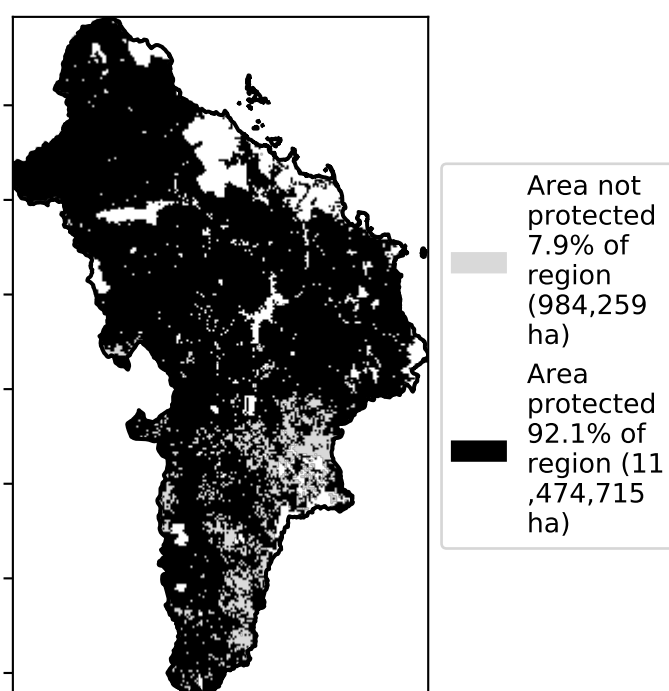 Area not
protected
7.9% of
region
(984,259
ha)
Area
protected
92.1% of
region (11
,474,715
ha)